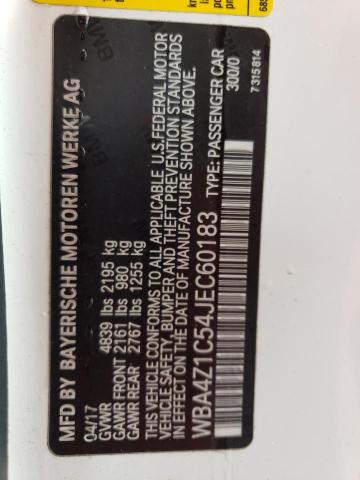 MFD BY BAYERISCHE MOTOREN WERKE AG
04/17
GVWR 4839 lbs 2195 kg
GAWR FRONT 2161 lbs 980 kg
GAWR REAR 2767 lbs 1255 kg
THIS VEHICLE CONFORMS TO ALL APPLICABLE U.S.FEDERAL MOTOR
VEHICLE SAFETY, BUMPER AND THEFT PREVENTION STANDARDS
IN EFFECT ON THE DATE OF MANUFACTURE SHOWN ABOVE.
WBA4Z1C54JEC60183 TYPE: PASSENGER CAR
300/0
7 315 814